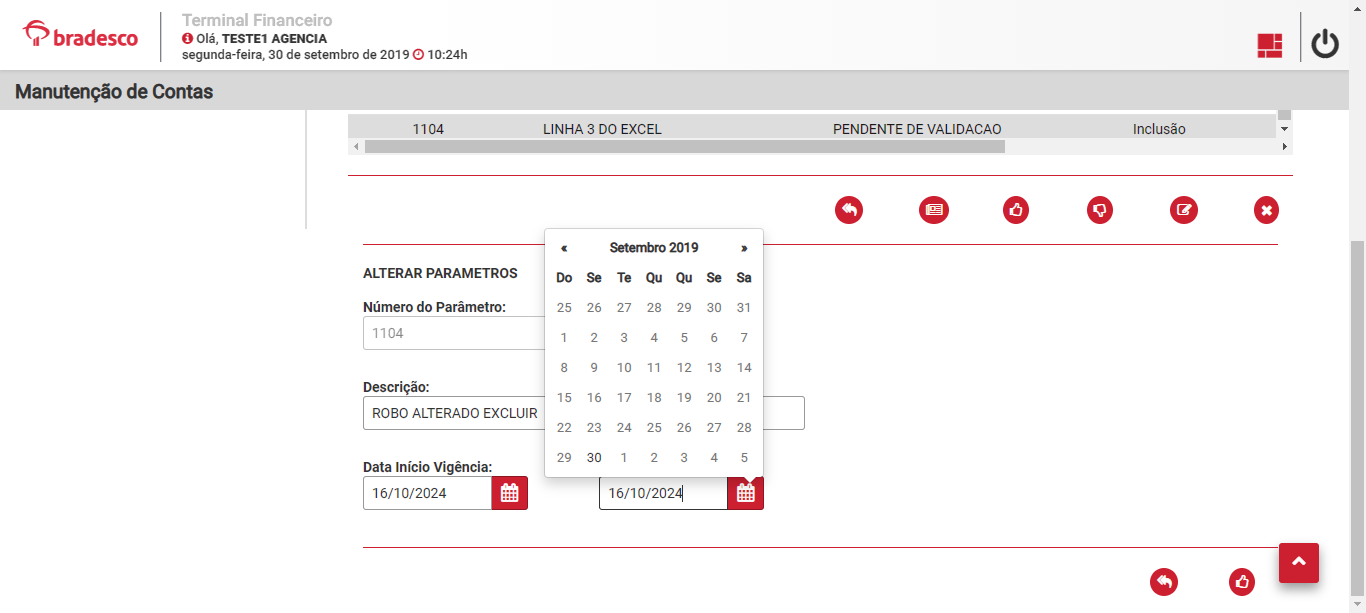 bradesco
Terminal Financeiro
Olá, TESTE1 AGENCIA
segunda-feira, 30 de setembro de 2019 10:24h
Manutenção de Contas
1104 LINHA 3 DO EXCEL PENDENTE DE VALIDACAO Inclusão
ALTERAR PARAMETROS
Número do Parâmetro:
1104
Descrição:
ROBO ALTERADO EXCLUIR
Data Início Vigência:
16/10/2024 16/10/2024
« Setembro 2019 »
Do Se Te Qu Qu Se Sa
25 26 27 28 29 30 31
1 2 3 4 5 6 7
8 9 10 11 12 13 14
15 16 17 18 19 20 21
22 23 24 25 26 27 28
29 30 1 2 3 4 5